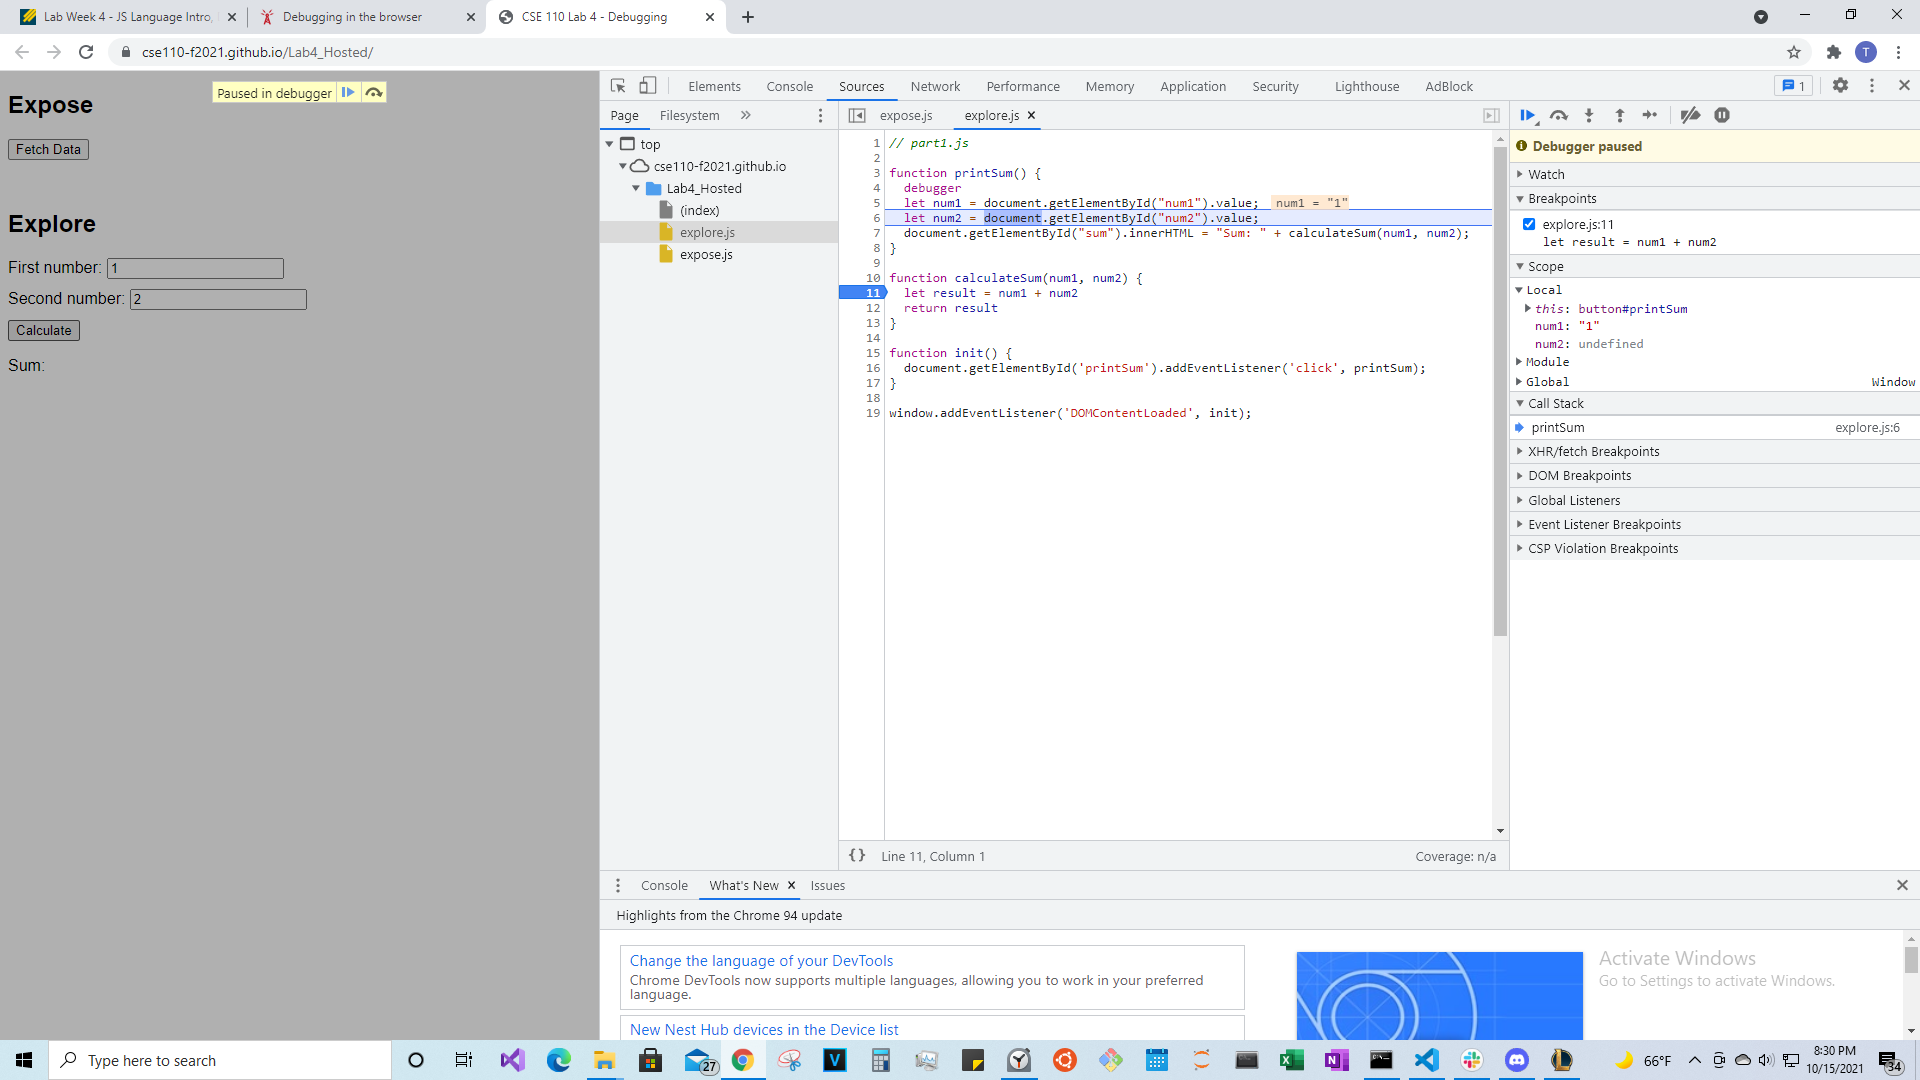 Lab Week 4 - JS Language Intro,
Debugging in the browser
CSE 110 Lab 4 - Debugging
cse110-f2021.github.io/Lab4_Hosted/
T
Expose
Paused in debugger
Fetch Data
Explore
First number: 1
Second number: 2
Calculate
Sum:
Elements Console Sources Network Performance Memory Application Security Lighthouse AdBlock 1
Page Filesystem
top
cse110-f2021.github.io
Lab4_Hosted
(index)
explore.js
expose.js
expose.js explore.js
1 // part1.js
2
3 function printSum() {
4 debugger
5 let num1 = document.getElementById("num1").value; num1 = "1"
6 let num2 = document.getElementById("num2").value;
7 document.getElementById("sum").innerHTML = "Sum: " + calculateSum(num1, num2);
8 }
9
10 function calculateSum(num1, num2) {
11 let result = num1 + num2
12 return result
13 }
14
15 function init() {
16 document.getElementById('printSum').addEventListener('click', printSum);
17 }
18
19 window.addEventListener('DOMContentLoaded', init);
{} Line 11, Column 1 Coverage: n/a
Debugger paused
Watch
Breakpoints
explore.js:11
let result = num1 + num2
Scope
Local
this: button#printSum
num1: "1"
num2: undefined
Module
Global Window
Call Stack
printSum explore.js:6
XHR/fetch Breakpoints
DOM Breakpoints
Global Listeners
Event Listener Breakpoints
CSP Violation Breakpoints
Console What's New Issues
Highlights from the Chrome 94 update
Change the language of your DevTools
Chrome DevTools now supports multiple languages, allowing you to work in your preferred
language.
New Nest Hub devices in the Device list
Activate Windows
Go to Settings to activate Windows.
Type here to search
27
66°F
8:30 PM
10/15/2021
34